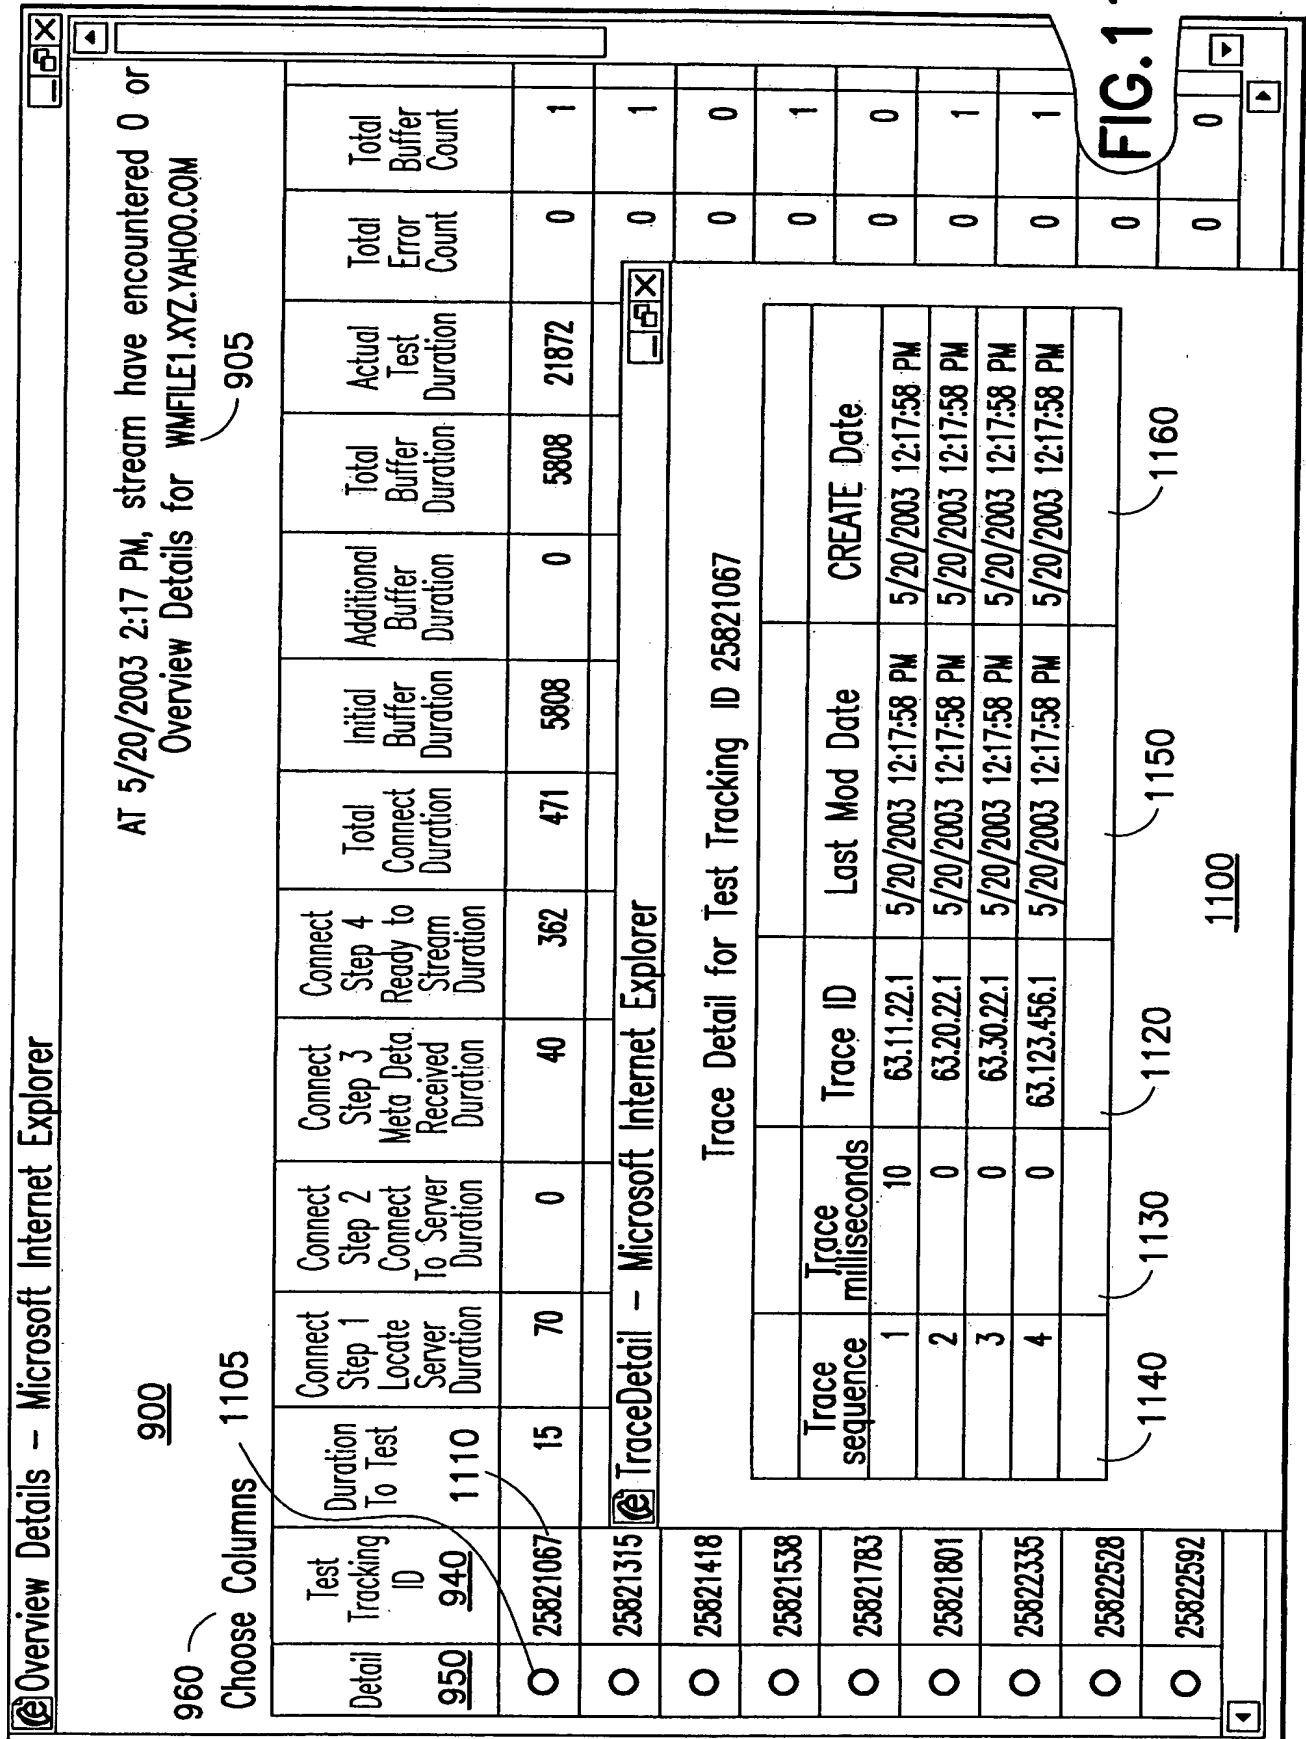 Overview Details – Microsoft Internet Explorer
AT 5/20/2003 2:17 PM, stream have encountered 0 or
Overview Details for WMFILE1.XYZ.YAHOO.COM
905
900
960
Choose Columns
1105
Detail 950
Test Tracking ID 940
Duration To Test
1110
Connect Step 1 Locate Server Duration
Connect Step 2 Connect To Server Duration
Connect Step 3 Meta Deta Received Duration
Connect Step 4 Ready to Stream Duration
Total Connect Duration
Initial Buffer Duration
Additional Buffer Duration
Total Buffer Duration
Actual Test Duration
Total Error Count
Total Buffer Count
25821067 15 70 0 40 362 471 5808 0 5808 21872 0 1
25821315 0 1
25821418 0 0
25821538 0 1
25821783 0 0
25821801 0 1
25822335 0 1
25822528 0
25822592 0 0
TraceDetail – Microsoft Internet Explorer
Trace Detail for Test Tracking ID 25821067
Trace sequence
Trace milliseconds
Trace ID
Last Mod Date
CREATE Date
1 10 63.11.22.1 5/20/2003 12:17:58 PM 5/20/2003 12:17:58 PM
2 0 63.20.22.1 5/20/2003 12:17:58 PM 5/20/2003 12:17:58 PM
3 0 63.30.22.1 5/20/2003 12:17:58 PM 5/20/2003 12:17:58 PM
4 0 63.123.456.1 5/20/2003 12:17:58 PM 5/20/2003 12:17:58 PM
1140
1130
1120
1150
1160
1100